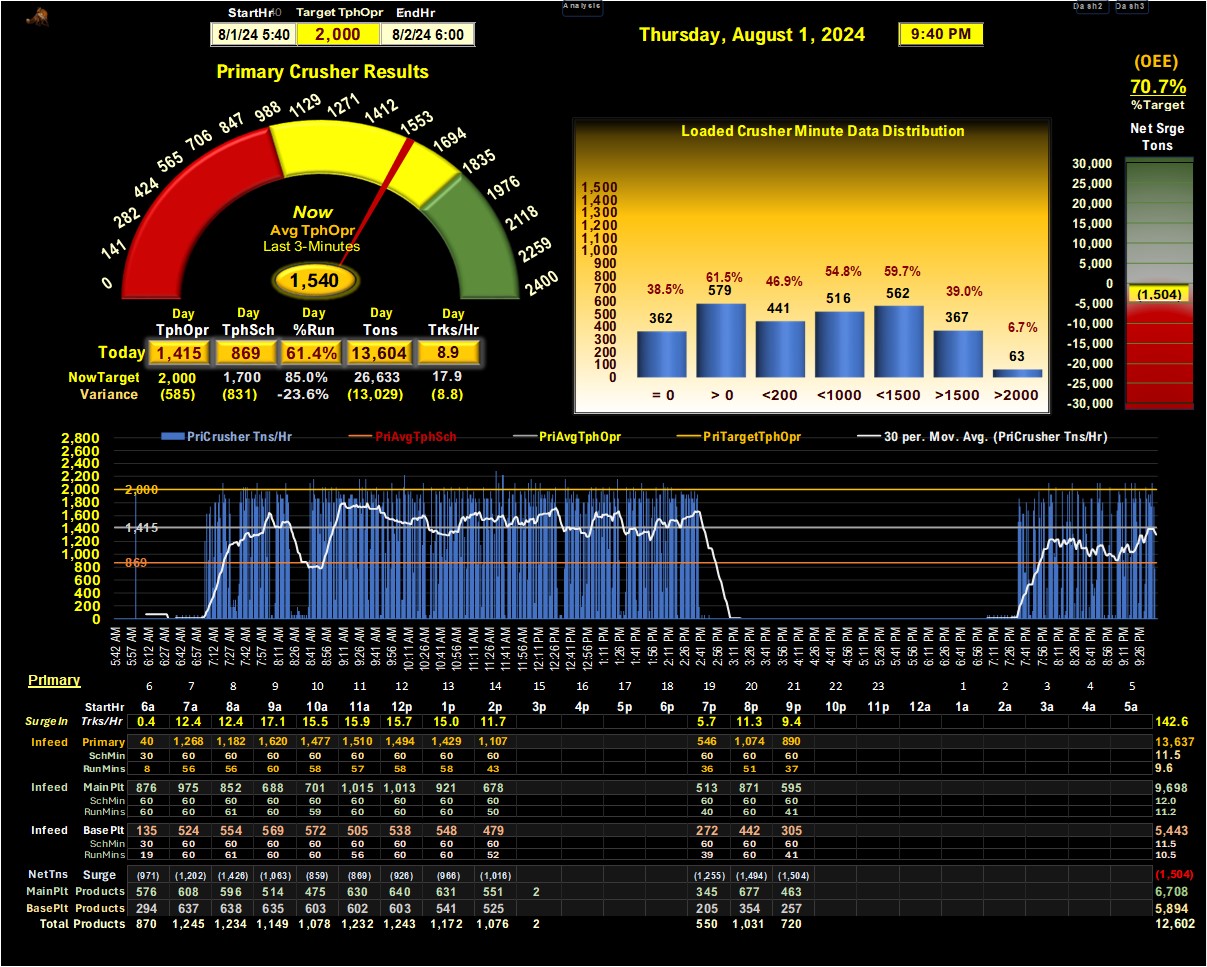 Analysis
Dash2 Dash3
StartHr Target TphOpr EndHr
8/1/24 5:40 2,000 8/2/24 6:00
Thursday, August 1, 2024 9:40 PM
Primary Crusher Results
(OEE)
70.7%
%Target
Net Srge
Tons
0 141 282 424 565 706 847 988 1129 1271 1412 1553 1694 1835 1976 2118 2259 2400
Now
Avg TphOpr
Last 3-Minutes
1,540
Day Day Day Day Day
TphOpr TphSch %Run Tons Trks/Hr
Today 1,415 869 61.4% 13,604 8.9
NowTarget 2,000 1,700 85.0% 26,633 17.9
Variance (585) (831) -23.6% (13,029) (8.8)
Loaded Crusher Minute Data Distribution
1,500
1,400
1,300
1,200
1,100
1,000
900
800
700
600
500
400
300
200
100
0
38.5% 61.5% 46.9% 54.8% 59.7% 39.0% 6.7%
362 579 441 516 562 367 63
= 0 > 0 <200 <1000 <1500 >1500 >2000
30,000
25,000
20,000
15,000
10,000
5,000
0
(1,504)
-5,000
-10,000
-15,000
-20,000
-25,000
-30,000
PriCrusher Tns/Hr PriAvgTphSch PriAvgTphOpr PriTargetTphOpr 30 per. Mov. Avg. (PriCrusher Tns/Hr)
2,800
2,600
2,400
2,200
2,000
1,800
1,600
1,400
1,200
1,000
800
600
400
200
0
2,000
1,415
869
5:42 AM 5:57 AM 6:12 AM 6:27 AM 6:42 AM 6:57 AM 7:12 AM 7:27 AM 7:42 AM 7:57 AM 8:11 AM 8:26 AM 8:41 AM 8:56 AM 9:11 AM 9:26 AM 9:41 AM 9:56 AM 10:11 AM 10:26 AM 10:41 AM 10:56 AM 11:11 AM 11:26 AM 11:41 AM 11:56 AM 12:11 PM 12:26 PM 12:41 PM 12:56 PM 1:11 PM 1:26 PM 1:41 PM 1:56 PM 2:11 PM 2:26 PM 2:41 PM 2:56 PM 3:11 PM 3:26 PM 3:41 PM 3:56 PM 4:11 PM 4:26 PM 4:41 PM 4:56 PM 5:11 PM 5:26 PM 5:41 PM 5:56 PM 6:11 PM 6:26 PM 6:41 PM 6:56 PM 7:11 PM 7:26 PM 7:41 PM 7:56 PM 8:11 PM 8:26 PM 8:41 PM 8:56 PM 9:11 PM 9:26 PM
Primary
6 7 8 9 10 11 12 13 14 15 16 17 18 19 20 21 22 23 1 2 3 4 5
StartHr 6a 7a 8a 9a 10a 11a 12p 1p 2p 3p 4p 5p 6p 7p 8p 9p 10p 11p 12a 1a 2a 3a 4a 5a
SurgeIn Trks/Hr 0.4 12.4 12.4 17.1 15.5 15.9 15.7 15.0 11.7 5.7 11.3 9.4 142.6
Infeed Primary 40 1,268 1,182 1,620 1,477 1,510 1,494 1,429 1,107 546 1,074 890 13,637
SchMin 30 60 60 60 60 60 60 60 60 60 60 60 11.5
RunMins 8 56 56 60 58 57 58 58 43 36 51 37 9.6
Infeed Main Plt 876 975 852 688 701 1,015 1,013 921 678 513 871 595 9,698
SchMin 60 60 60 60 60 60 60 60 60 60 60 60 12.0
RunMins 60 60 61 60 59 60 60 60 50 40 60 41 11.2
Infeed Base Plt 135 524 554 569 572 505 538 548 479 272 442 305 5,443
SchMin 30 60 60 60 60 60 60 60 60 60 60 60 11.5
RunMins 19 60 61 60 60 56 60 60 52 39 60 41 10.5
NetTns Surge (971) (1,202) (1,426) (1,063) (859) (869) (926) (966) (1,016) (1,255) (1,494) (1,504) (1,504)
MainPlt Products 576 608 596 514 475 630 640 631 551 2 345 677 463 6,708
BasePlt Products 294 637 638 635 603 602 603 541 525 205 354 257 5,894
Total Products 870 1,245 1,234 1,149 1,078 1,232 1,243 1,172 1,076 2 550 1,031 720 12,602